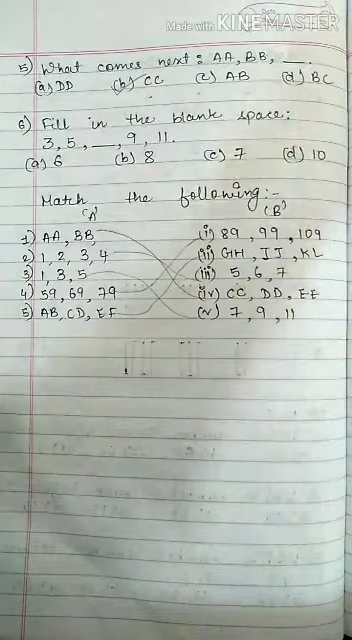 Made with KINEMASTER
5) What comes next: AA, BB, __.
(a) DD (b) CC (c) AB (d) BC
6) Fill in the blank space:
3, 5, __, 9, 11.
(a) 6 (b) 8 (c) 7 (d) 10
Match the following:-
(A) (B)
1) AA, BB (i) 89, 99, 109
2) 1, 2, 3, 4 (ii) GH, IJ, KL
3) 1, 3, 5 (iii) 5, 6, 7
4) 59, 69, 79 (iv) CC, DD, EE
5) AB, CD, EF (v) 7, 9, 11